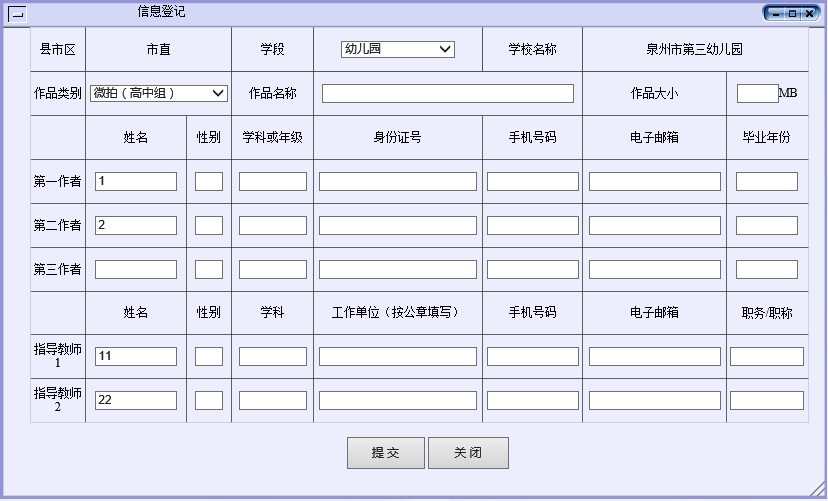 信息登记
县市区 市直 学段 幼儿园 学校名称 泉州市第三幼儿园
作品类别 微拍（高中组） 作品名称 作品大小 MB
姓名 性别 学科或年级 身份证号 手机号码 电子邮箱 毕业年份
第一作者 1
第二作者 2
第三作者
姓名 性别 学科 工作单位（按公章填写） 手机号码 电子邮箱 职务/职称
指导教师
1 11
指导教师
2 22
提交 关闭